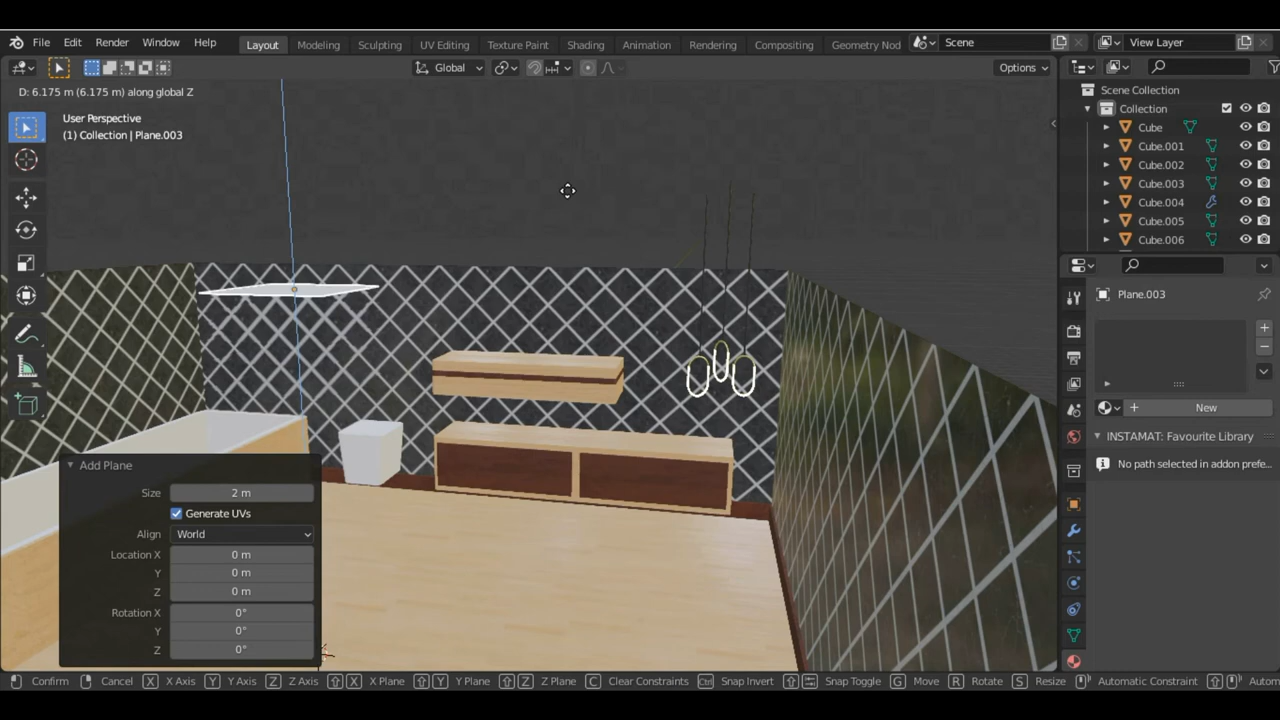 File Edit Render Window Help Layout Modeling Sculpting UV Editing Texture Paint Shading Animation Rendering Compositing Geometry Nod Scene View Layer
Global Options
D: 6.175 m (6.175 m) along global Z
User Perspective
(1) Collection | Plane.003
Scene Collection
Collection
Cube
Cube.001
Cube.002
Cube.003
Cube.004
Cube.005
Cube.006
Plane.003
New
INSTAMAT: Favourite Library
No path selected in addon prefe...
Add Plane
Size 2 m
Generate UVs
Align World
Location X 0 m
Y 0 m
Z 0 m
Rotation X 0°
Y 0°
Z 0°
Confirm Cancel X X Axis Y Y Axis Z Z Axis X X Plane Y Y Plane Z Z Plane C Clear Constraints Ctrl Snap Invert Snap Toggle G Move R Rotate S Resize Automatic Constraint Autom